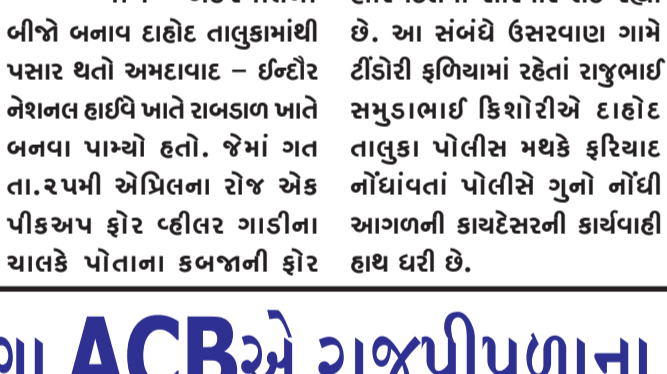 બીજો બનાવ દાહોદ તાલુકામાંથી
પસાર થતો અમદાવાદ – ઈન્દૌર
નેશનલ હાઈવે ખાતે રાબડાળ ખાતે
બનવા પામ્યો હતો. જેમાં ગત
તા.૨૫મી એપ્રિલના રોજ એક
પીકઅપ ફોર વ્હીલર ગાડીના
ચાલકે પોતાના કબજાની ફોર
છે. આ સંબંધે ઉસરવાણ ગામે
ટીંડોરી ફળિયામાં રહેતાં રાજુભાઈ
સમુડાભાઈ કિશોરીએ દાહોદ
તાલુકા પોલીસ મથકે ફરિયાદ
નોંધાંવતાં પોલીસે ગુનો નોંધી
આગળની કાયદેસરની કાર્યવાહી
હાથ ધરી છે.
ACBએ રાજપીપળાના